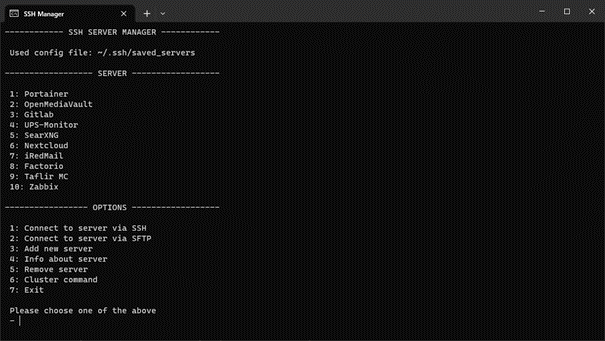 SSH Manager
------------ SSH SERVER MANAGER ------------
Used config file: ~/.ssh/saved_servers
------------------ SERVER ------------------
1: Portainer
2: OpenMediaVault
3: Gitlab
4: UPS-Monitor
5: SearXNG
6: Nextcloud
7: iRedMail
8: Factorio
9: Taflir MC
10: Zabbix
----------------- OPTIONS ------------------
1: Connect to server via SSH
2: Connect to server via SFTP
3: Add new server
4: Info about server
5: Remove server
6: Cluster command
7: Exit
Please choose one of the above
-